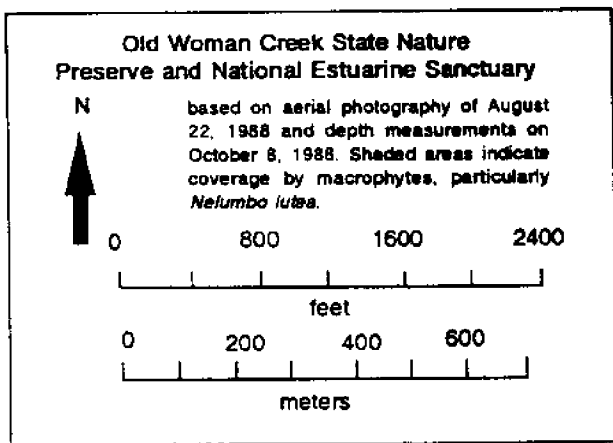 Old Woman Creek State Nature
Preserve and National Estuarine Sanctuary
N
based on aerial photography of August
22, 1988 and depth measurements on
October 8, 1988. Shaded areas indicate
coverage by macrophytes, particularly
Nelumbo lutea.
0 800 1600 2400
feet
0 200 400 600
meters